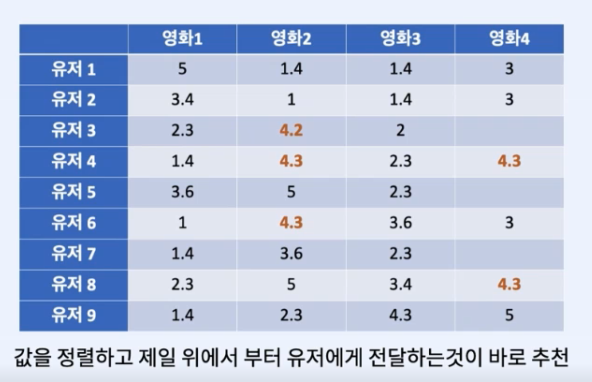 영화1 영화2 영화3 영화4
유저 1 5 1.4 1.4 3
유저 2 3.4 1 1.4 3
유저 3 2.3 4.2 2
유저 4 1.4 4.3 2.3 4.3
유저 5 3.6 5 2.3
유저 6 1 4.3 3.6 3
유저 7 1.4 3.6 2.3
유저 8 2.3 5 3.4 4.3
유저 9 1.4 2.3 4.3 5
값을 정렬하고 제일 위에서 부터 유저에게 전달하는것이 바로 추천